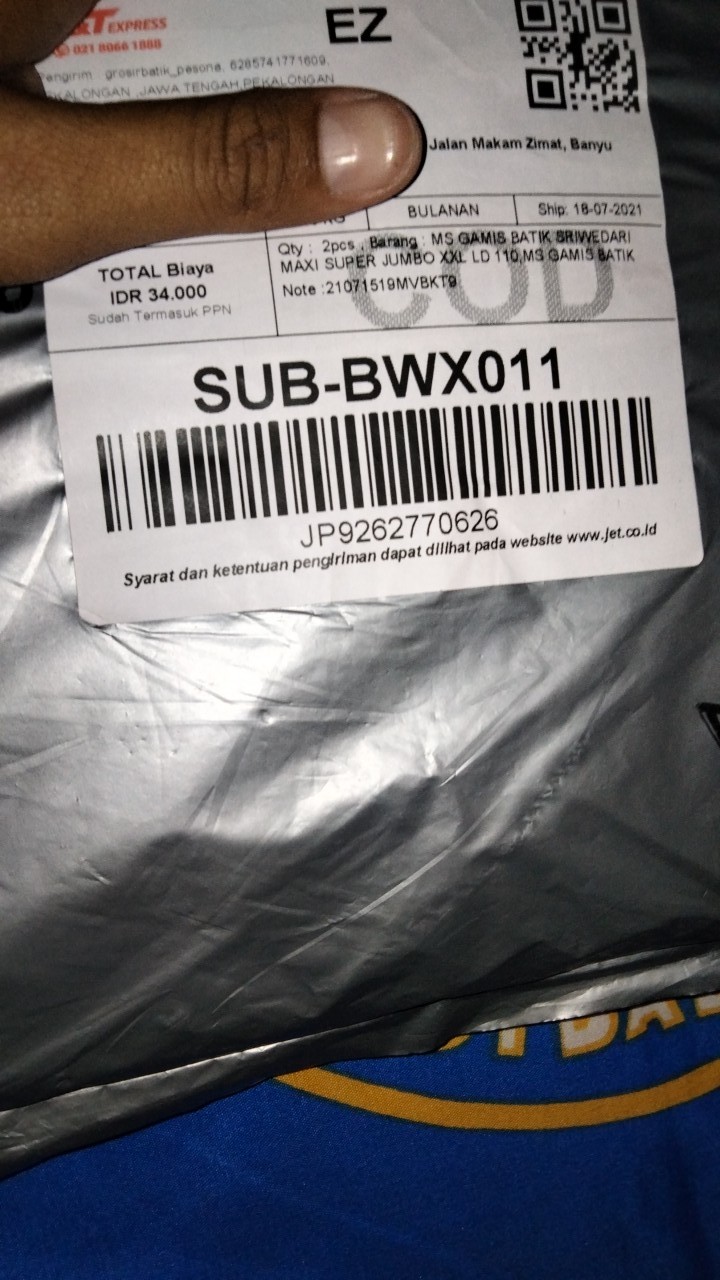 &T EXPRESS
021 8066 1888
EZ
Pengirim : grosirbatik_pesona, 6285741771609,
KALONGAN ,JAWA TENGAH,PEKALONGAN
Jalan Makam Zimat, Banyu
BULANAN
Ship: 18-07-2021
TOTAL Biaya
IDR 34.000
Sudah Termasuk PPN
Qty : 2pcs , Barang : MS GAMIS BATIK SRIWEDARI
MAXI SUPER JUMBO XXL LD 110,MS GAMIS BATIK
Note :21071519MVBKT9
COD
SUB-BWX011
JP9262770626
Syarat dan ketentuan pengiriman dapat dilihat pada website www.jet.co.id